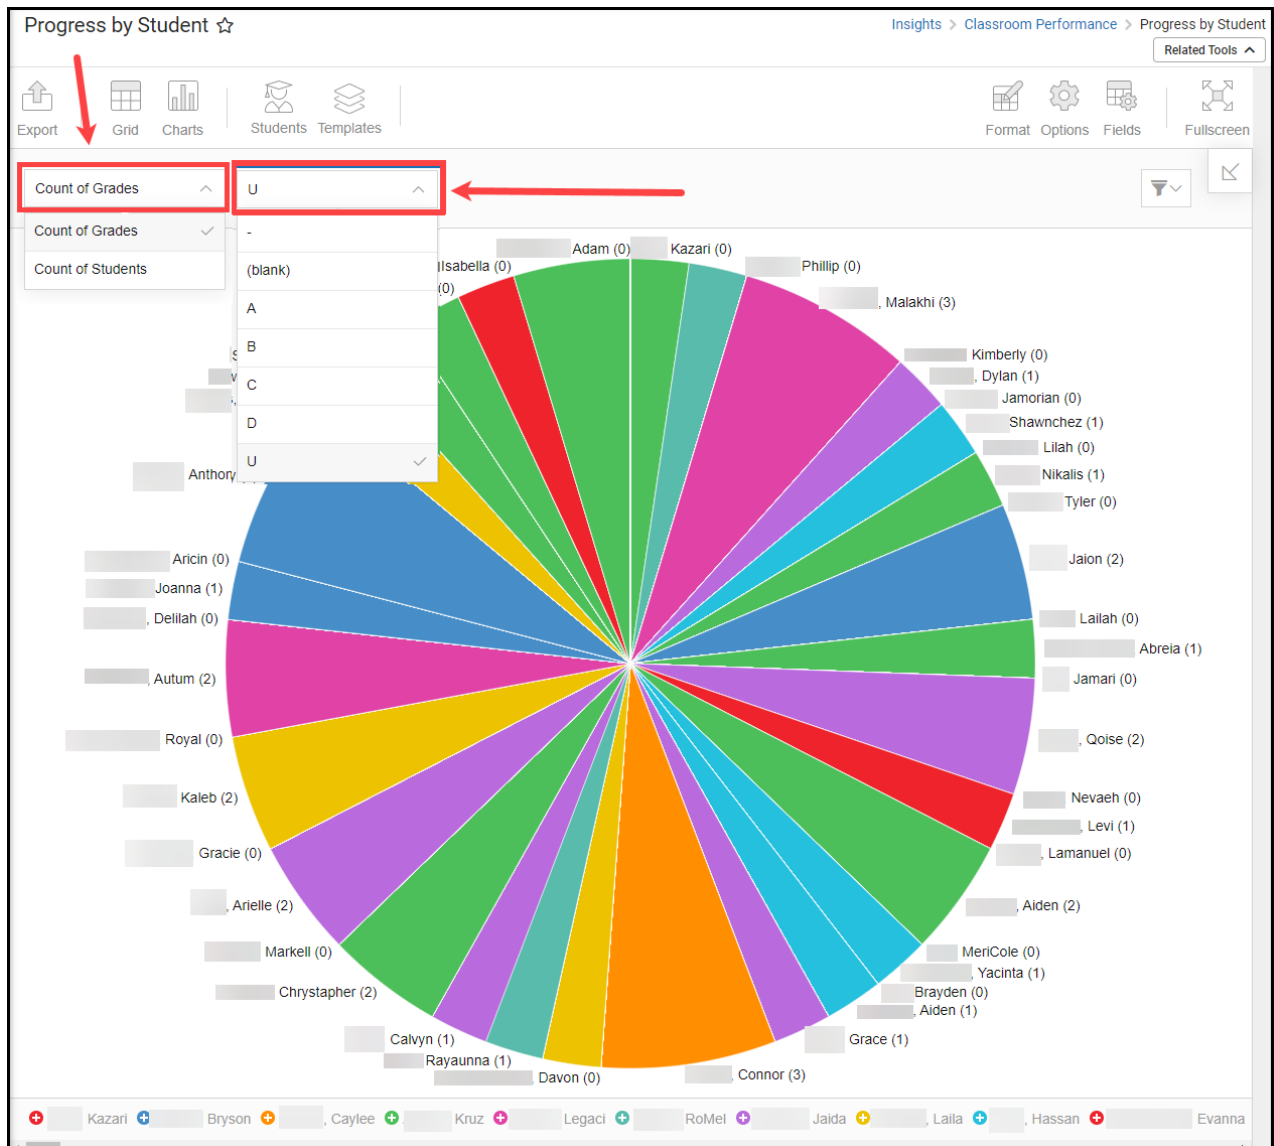 Progress by Student
Insights > Classroom Performance > Progress by Student
Related Tools
Export
Grid
Charts
Students
Templates
Format
Options
Fields
Fullscreen
Count of Grades
U
Count of Grades
Count of Students
-
(blank)
A
B
C
D
U
Adam (0)
Kazari (0)
Isabella (0)
(0)
Phillip (0)
, Malakhi (3)
Kimberly (0)
, Dylan (1)
Jamorian (0)
Shawnchez (1)
Lilah (0)
Nikalis (1)
Tyler (0)
Jaion (2)
Lailah (0)
Abreia (1)
Jamari (0)
, Qoise (2)
Nevaeh (0)
, Levi (1)
, Lamanuel (0)
, Aiden (2)
MeriCole (0)
, Yacinta (1)
Brayden (0)
, Aiden (1)
Grace (1)
, Connor (3)
Davon (0)
Rayaunna (1)
Calvyn (1)
Chrystapher (2)
Markell (0)
, Arielle (2)
Gracie (0)
Kaleb (2)
Royal (0)
, Autum (2)
, Delilah (0)
Joanna (1)
Aricin (0)
Anthony
Kazari Bryson , Caylee Kruz Legaci RoMel Jaida , Laila , Hassan Evanna